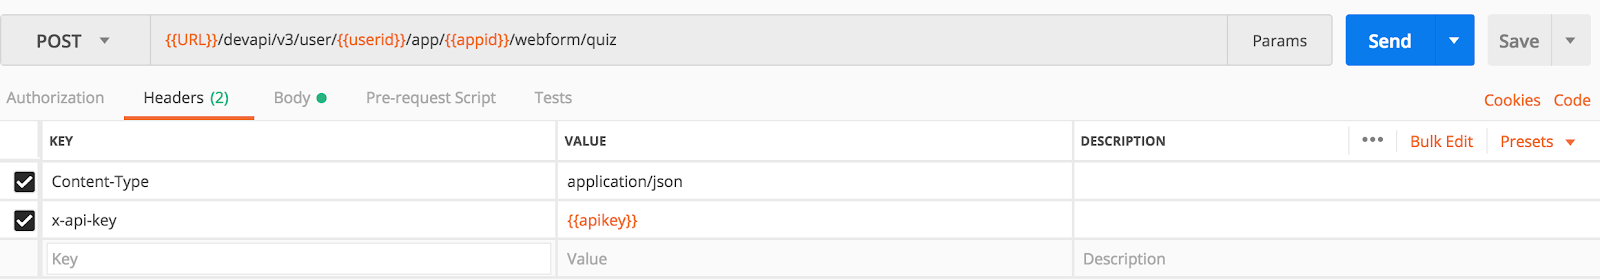 POST {{URL}}/devapi/v3/user/{{userid}}/app/{{appid}}/webform/quiz Params Send Save
Authorization Headers (2) Body Pre-request Script Tests Cookies Code
KEY VALUE DESCRIPTION ••• Bulk Edit Presets
Content-Type application/json
x-api-key {{apikey}}
Key Value Description